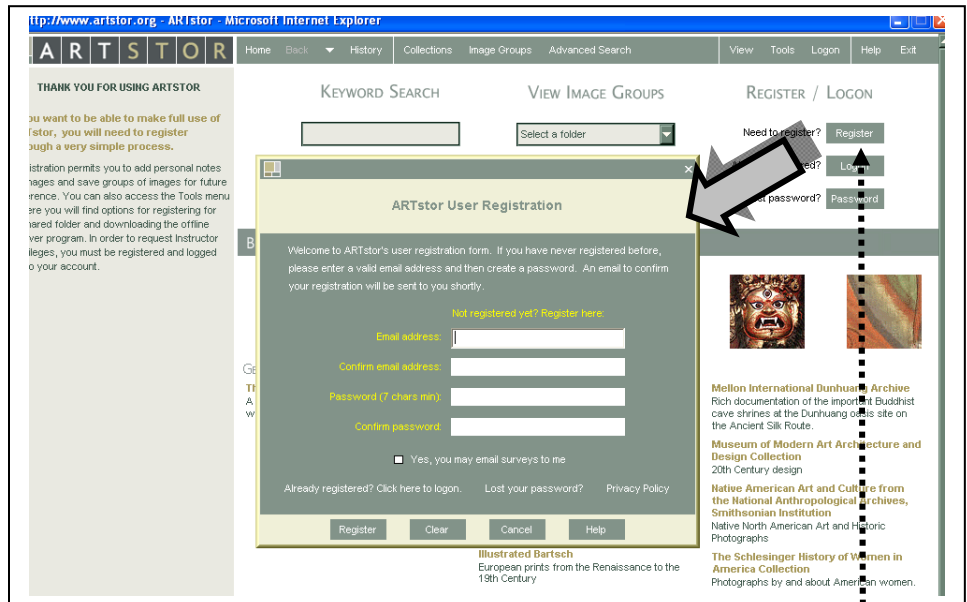 http://www.artstor.org - ARTstor - Microsoft Internet Explorer
ARTSTOR
Home Back History Collections Image Groups Advanced Search View Tools Logon Help Exit
THANK YOU FOR USING ARTSTOR
ou want to be able to make full use of
Tstor, you will need to register
ough a very simple process.
istration permits you to add personal notes
mages and save groups of images for future
erence. You can also access the Tools menu
ere you will find options for registering for
hared folder and downloading the offline
wer program. In order to request Instructor
ileges, you must be registered and logged
o your account.
KEYWORD SEARCH
VIEW IMAGE GROUPS
Select a folder
REGISTER / LOGON
Need to register? Register
password? Password
ARTstor User Registration
Welcome to ARTstor's user registration form. If you have never registered before,
please enter a valid email address and then create a password. An email to confirm
your registration will be sent to you shortly.
Not registered yet? Register here:
Email address:
Confirm email address:
Password (7 chars min):
Confirm password:
Yes, you may email surveys to me
Already registered? Click here to logon. Lost your password? Privacy Policy
Register Clear Cancel Help
Illustrated Bartsch
European prints from the Renaissance to the
19th Century
Mellon International Dunhuang Archive
Rich documentation of the important Buddhist
cave shrines at the Dunhuang oasis site on
the Ancient Silk Route.
Museum of Modern Art Architecture and
Design Collection
20th Century design
Native American Art and Culture from
the National Anthropological Archives,
Smithsonian Institution
Native North American Art and Historic
Photographs
The Schlesinger History of Women in
America Collection
Photographs by and about American women.